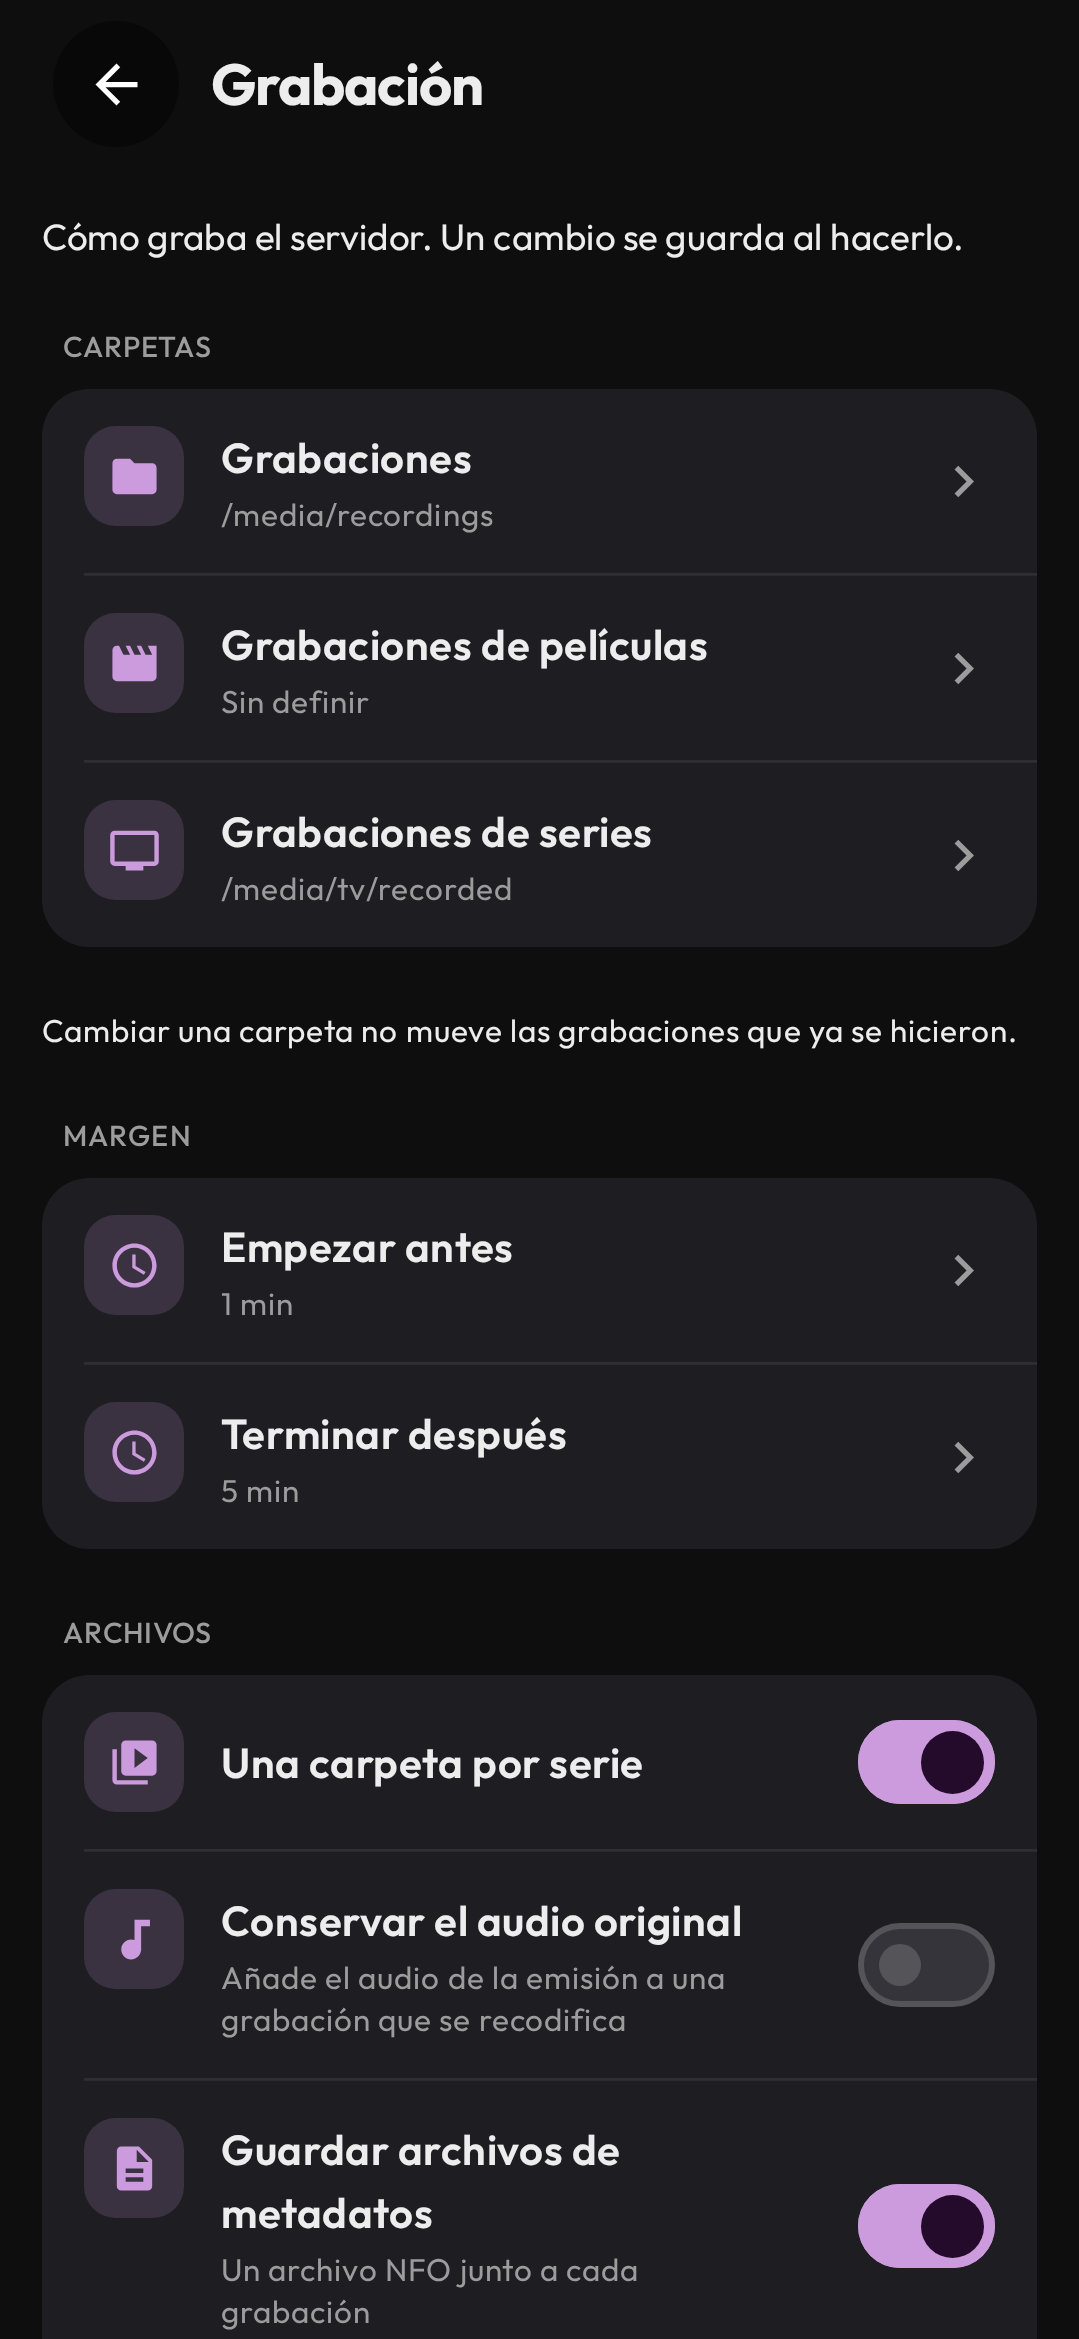 Grabación
Cómo graba el servidor. Un cambio se guarda al hacerlo.
CARPETAS
Grabaciones
/media/recordings
Grabaciones de películas
Sin definir
Grabaciones de series
/media/tv/recorded
Cambiar una carpeta no mueve las grabaciones que ya se hicieron.
MARGEN
Empezar antes
1 min
Terminar después
5 min
ARCHIVOS
Una carpeta por serie
Conservar el audio original
Añade el audio de la emisión a una
grabación que se recodifica
Guardar archivos de
metadatos
Un archivo NFO junto a cada
grabación